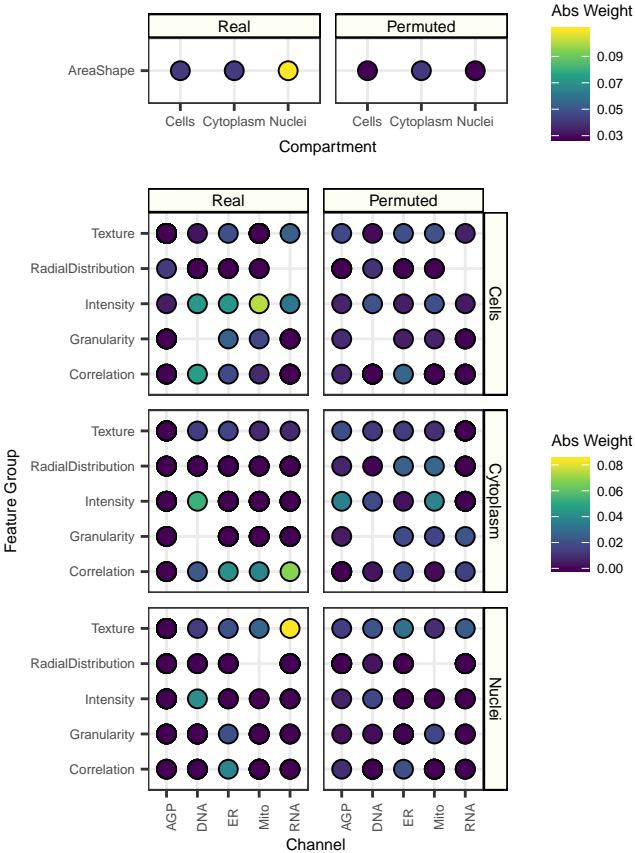 Real Permuted
AreaShape
Cells Cytoplasm Nuclei Cells Cytoplasm Nuclei
Compartment
Abs Weight
0.09
0.07
0.05
0.03
Real Permuted
Feature Group
Texture
RadialDistribution
Intensity
Granularity
Correlation
Cells
Texture
RadialDistribution
Intensity
Granularity
Correlation
Cytoplasm
Texture
RadialDistribution
Intensity
Granularity
Correlation
Nuclei
AGP DNA ER Mito RNA AGP DNA ER Mito RNA
Channel
Abs Weight
0.08
0.06
0.04
0.02
0.00